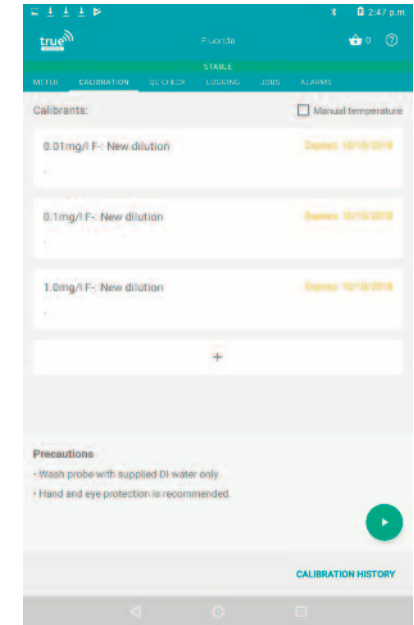 2:47 p.m.
true
Fluoride
0
STABLE
METER CALIBRATION QC CHECK LOGGING JOBS ALARMS
Calibrants: Manual temperature
0.01mg/l F-: New dilution Expires: 10/10/2018
0.1mg/l F-: New dilution Expires: 10/10/2018
1.0mg/l F-: New dilution Expires: 10/10/2018
+
Precautions
• Wash probe with supplied DI water only.
• Hand and eye protection is recommended.
CALIBRATION HISTORY